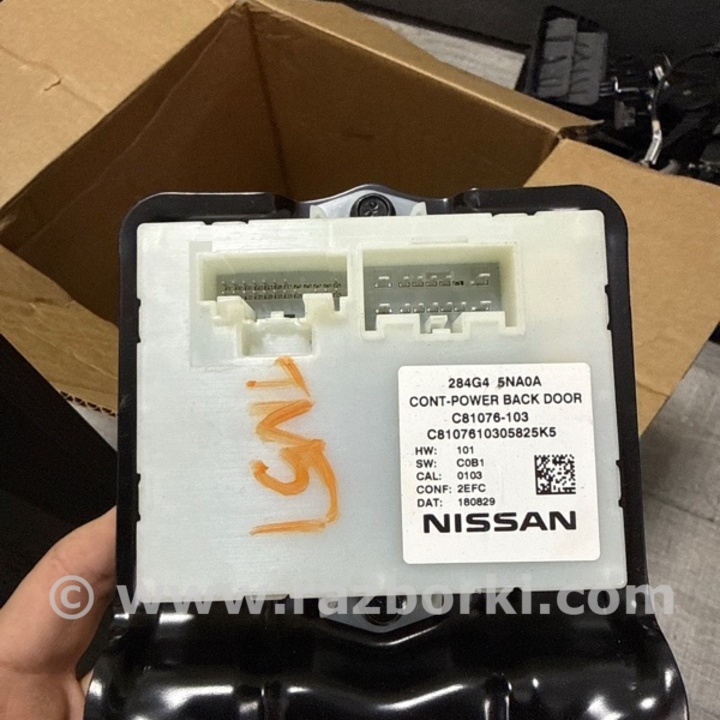 284G4 5NA0A
CONT-POWER BACK DOOR
C81076-103
C8107610305825K5
HW: 101
SW: C0B1
CAL: 0103
CONF: 2EFC
DAT: 180829
NISSAN
© www.razborki.com